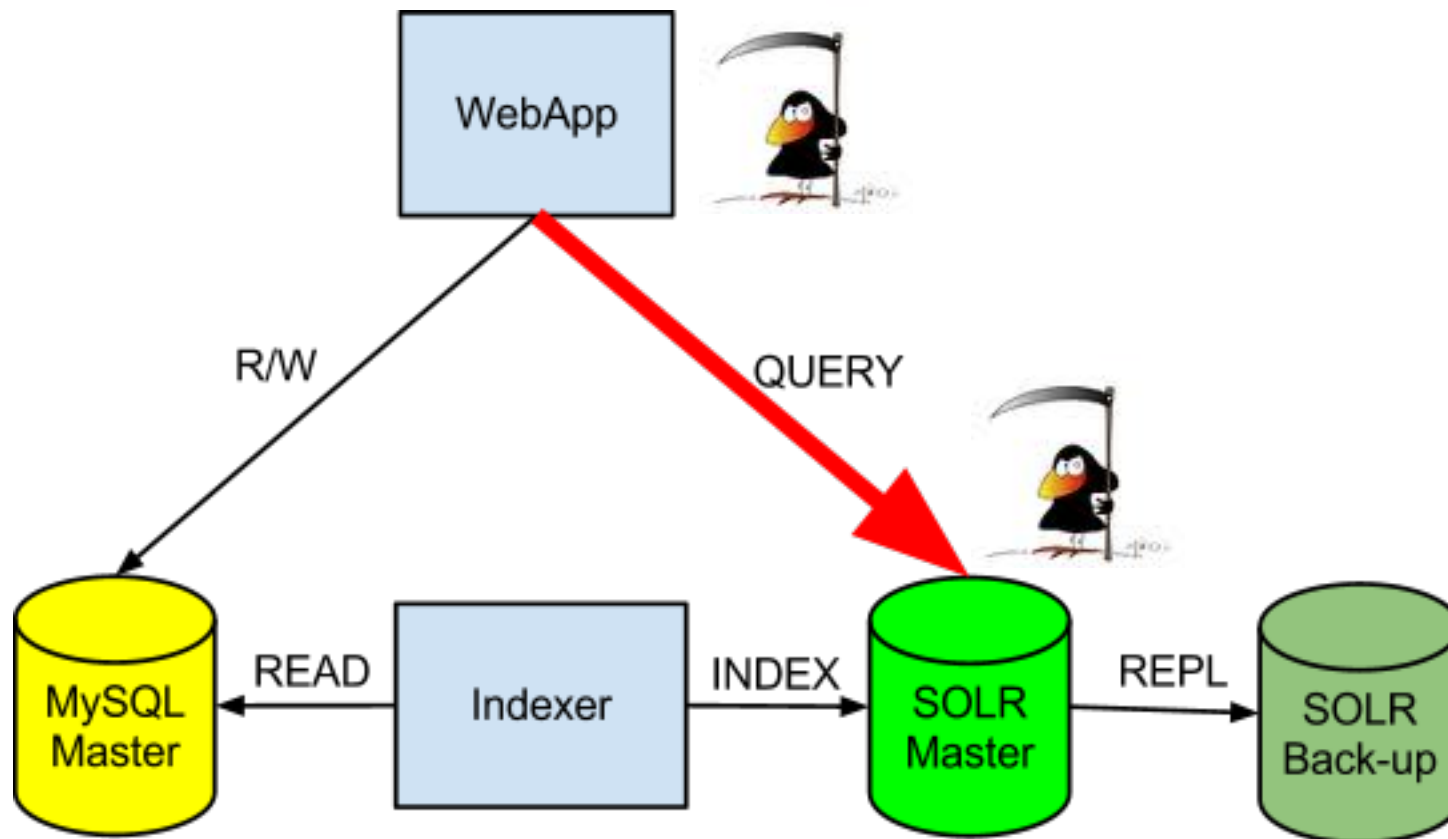 WebApp
R/W
QUERY
READ
INDEX
REPL
MySQL
Master
Indexer
SOLR
Master
SOLR
Back-up